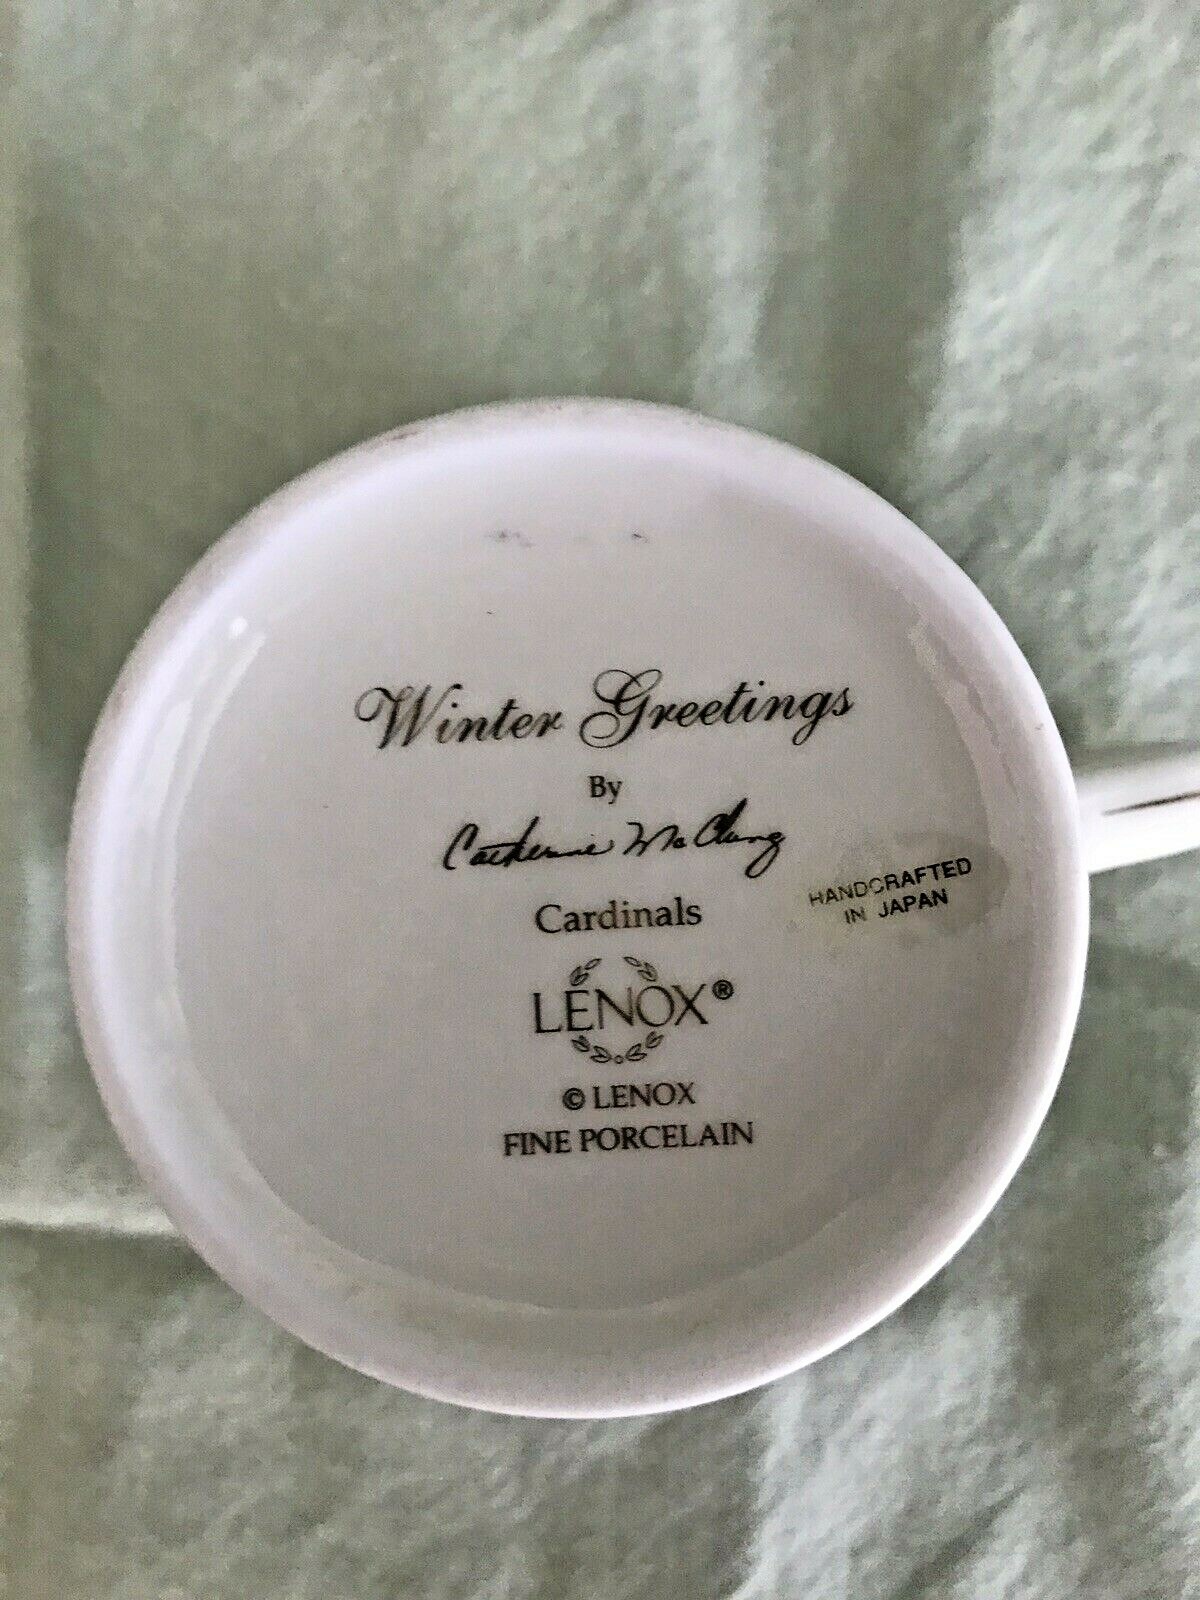 Winter Greetings
By
Catherine McClung
Cardinals
HANDCRAFTED
IN JAPAN
LENOX®
© LENOX
FINE PORCELAIN